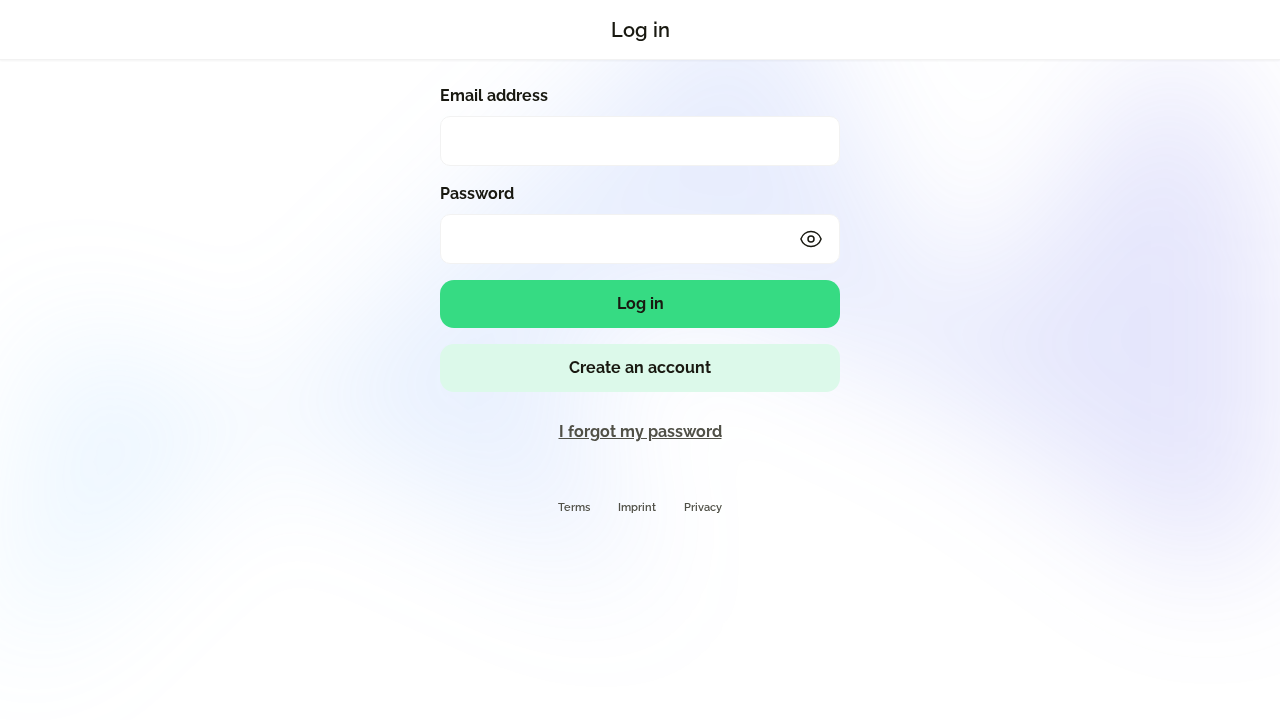 Log in
Email address
Password
Log in
Create an account
I forgot my password
Terms Imprint Privacy